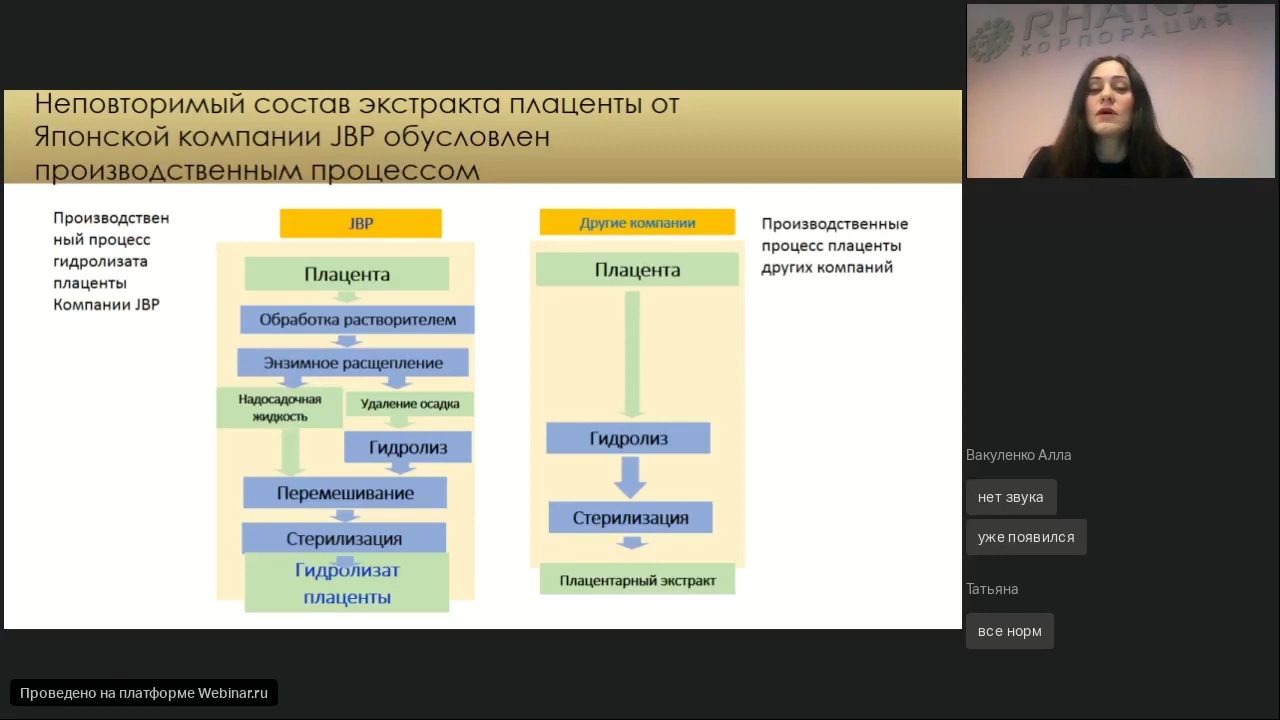 Неповторимый состав экстракта плаценты от
Японской компании JBP обусловлен
производственным процессом
Производствен
ный процесс
гидролизата
плаценты
Компании JBP
JBP
Плацента
Обработка растворителем
Энзимное расщепление
Надосадочная
жидкость
Удаление осадка
Гидролиз
Перемешивание
Стерилизация
Гидролизат
плаценты
Другие компании
Плацента
Гидролиз
Стерилизация
Плацентарный экстракт
Производственные
процесс плаценты
других компаний
RHANA
КОРПОРАЦИЯ
Вакуленко Алла
нет звука
уже появился
Татьяна
все норм
Проведено на платформе Webinar.ru